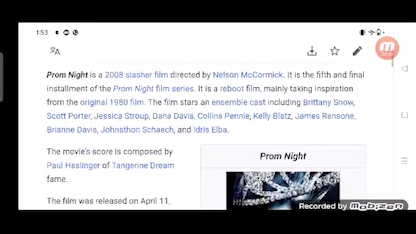 1:53
Prom Night is a 2008 slasher film directed by Nelson McCormick. It is the fifth and final
installment of the Prom Night film series. It is a reboot film, mainly taking inspiration
from the original 1980 film. The film stars an ensemble cast including Brittany Snow,
Scott Porter, Jessica Stroup, Dana Davis, Collins Pennie, Kelly Blatz, James Ransone,
Brianne Davis, Johnathon Schaech, and Idris Elba.
The movie's score is composed by
Paul Haslinger of Tangerine Dream
fame.
Prom Night
The film was released on April 11,
Recorded by Mobizen